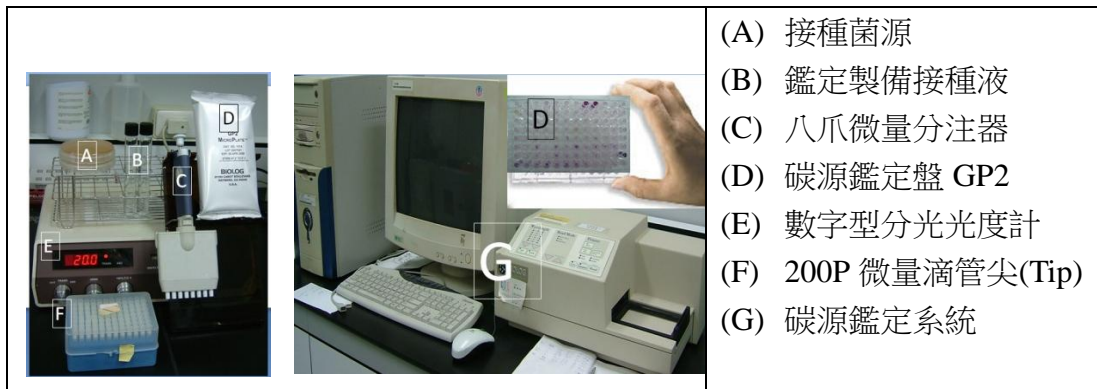 A
B
C
D
GP2
MICROPLATE™
BIOLOG
E
20.0
F
D
G
(A) 接種菌源
(B) 鑑定製備接種液
(C) 八爪微量分注器
(D) 碳源鑑定盤 GP2
(E) 數字型分光光度計
(F) 200P 微量滴管尖(Tip)
(G) 碳源鑑定系統